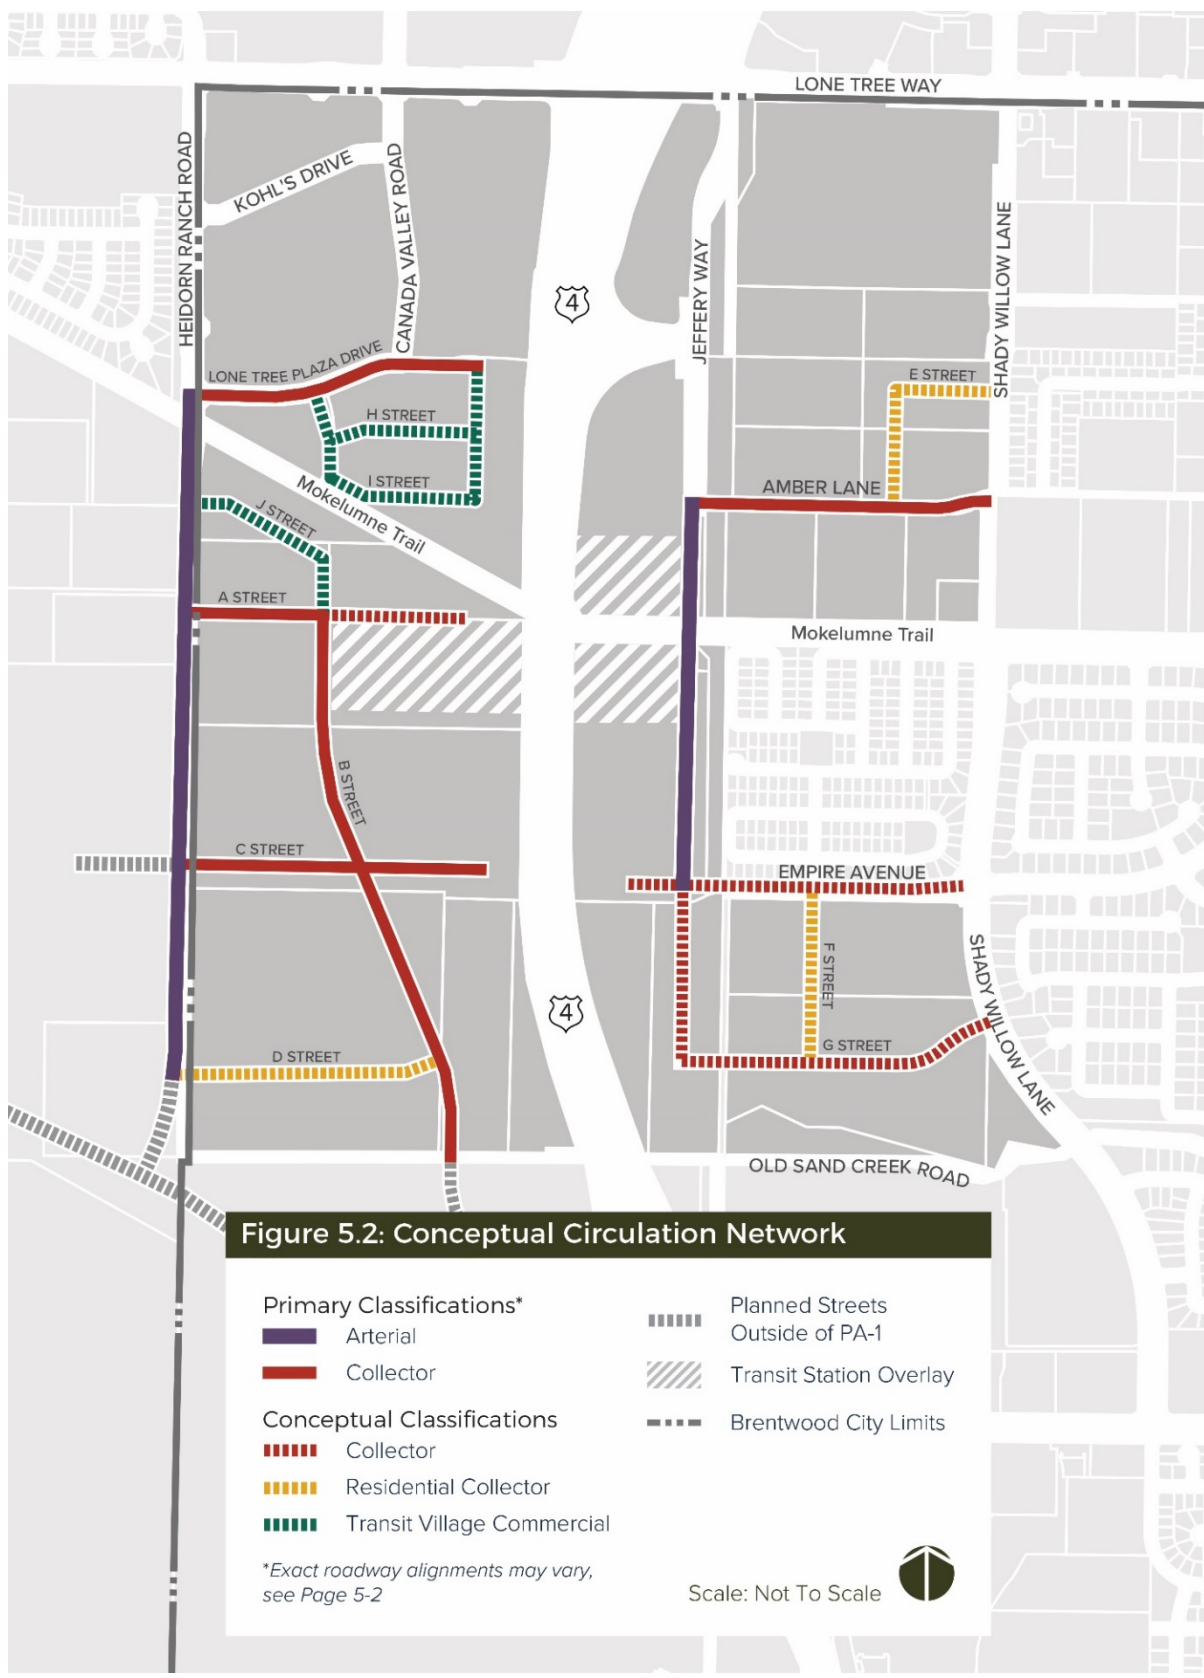 LONE TREE WAY
HEIDORN RANCH ROAD
KOHL'S DRIVE
CANADA VALLEY ROAD
JEFFERY WAY
SHADY WILLOW LANE
4
LONE TREE PLAZA DRIVE
H STREET
I STREET
E STREET
Mokelumne Trail
J STREET
AMBER LANE
A STREET
Mokelumne Trail
B STREET
C STREET
EMPIRE AVENUE
F STREET
SHADY WILLOW LANE
4
D STREET
G STREET
OLD SAND CREEK ROAD
Figure 5.2: Conceptual Circulation Network
Primary Classifications*
Arterial
Collector
Conceptual Classifications
Collector
Residential Collector
Transit Village Commercial
*Exact roadway alignments may vary,
see Page 5-2
Planned Streets
Outside of PA-1
Transit Station Overlay
Brentwood City Limits
Scale: Not To Scale